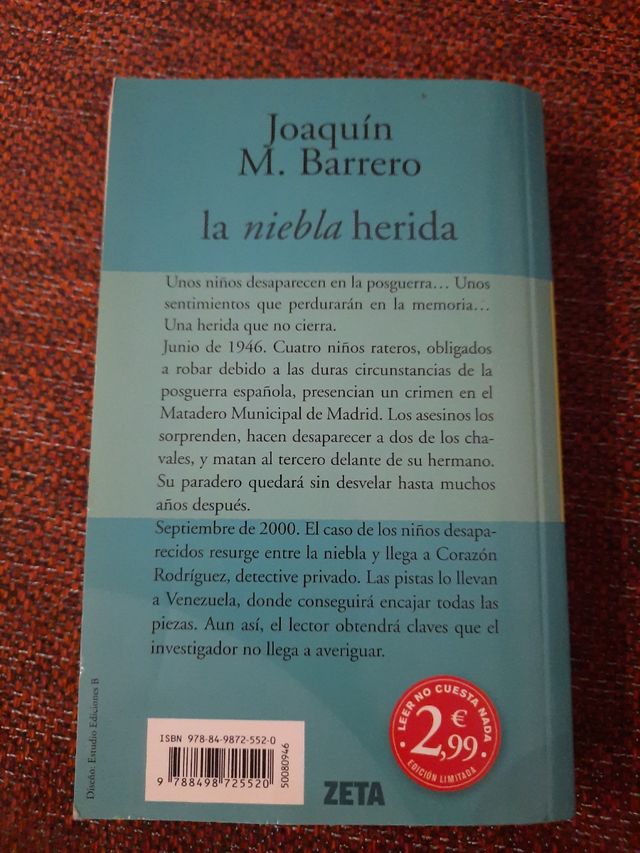 Joaquín
M. Barrero
la niebla herida
Unos niños desaparecen en la posguerra... Unos
sentimientos que perdurarán en la memoria...
Una herida que no cierra.
Junio de 1946. Cuatro niños rateros, obligados
a robar debido a las duras circunstancias de la
posguerra española, presencian un crimen en el
Matadero Municipal de Madrid. Los asesinos los
sorprenden, hacen desaparecer a dos de los cha-
vales, y matan al tercero delante de su hermano.
Su paradero quedará sin desvelar hasta muchos
años después.
Septiembre de 2000. El caso de los niños desapa-
recidos resurge entre la niebla y llega a Corazón
Rodríguez, detective privado. Las pistas lo llevan
a Venezuela, donde conseguirá encajar todas las
piezas. Aun así, el lector obtendrá claves que el
investigador no llega a averiguar.
Diseño: Estudio Ediciones B
ISBN 978-84-9872-552-0
9 788498 725520
50080946
ZETA
LEER NO CUESTA NADA
2,99 €
EDICIÓN LIMITADA